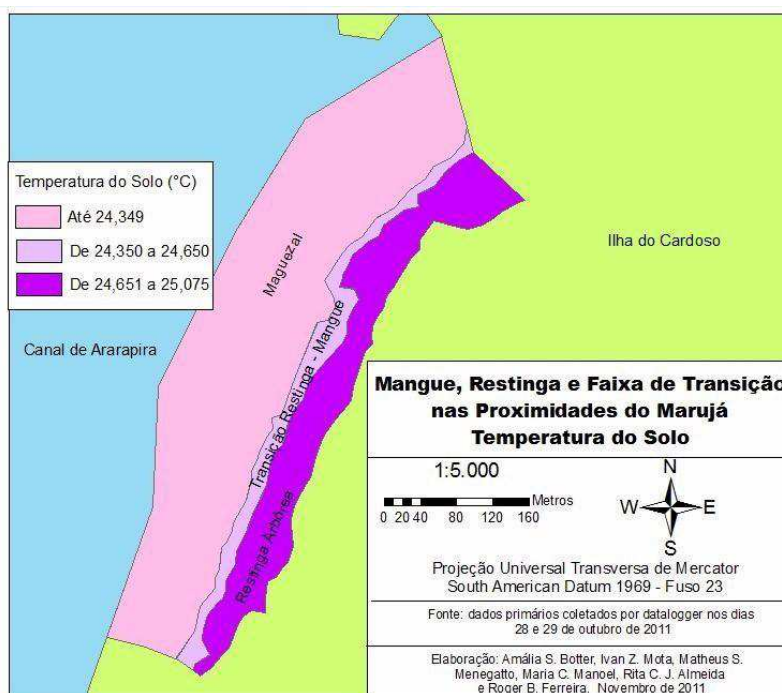 Temperatura do Solo (°C)
Até 24,349
De 24,350 a 24,650
De 24,651 a 25,075
Maguezal
Ilha do Cardoso
Canal de Ararapira
Transição Restinga - Mangue
Restinga Arbórea
Mangue, Restinga e Faixa de Transição
nas Proximidades do Marujá
Temperatura do Solo
1:5.000
Metros
0 20 40 80 120 160
N
W E
S
Projeção Universal Transversa de Mercator
South American Datum 1969 - Fuso 23
Fonte: dados primários coletados por datalogger nos dias
28 e 29 de outubro de 2011
Elaboração: Amália S. Botter, Ivan Z. Mota, Matheus S.
Menegatto, Maria C. Manoel, Rita C. J. Almeida
e Roger B. Ferreira. Novembro de 2011